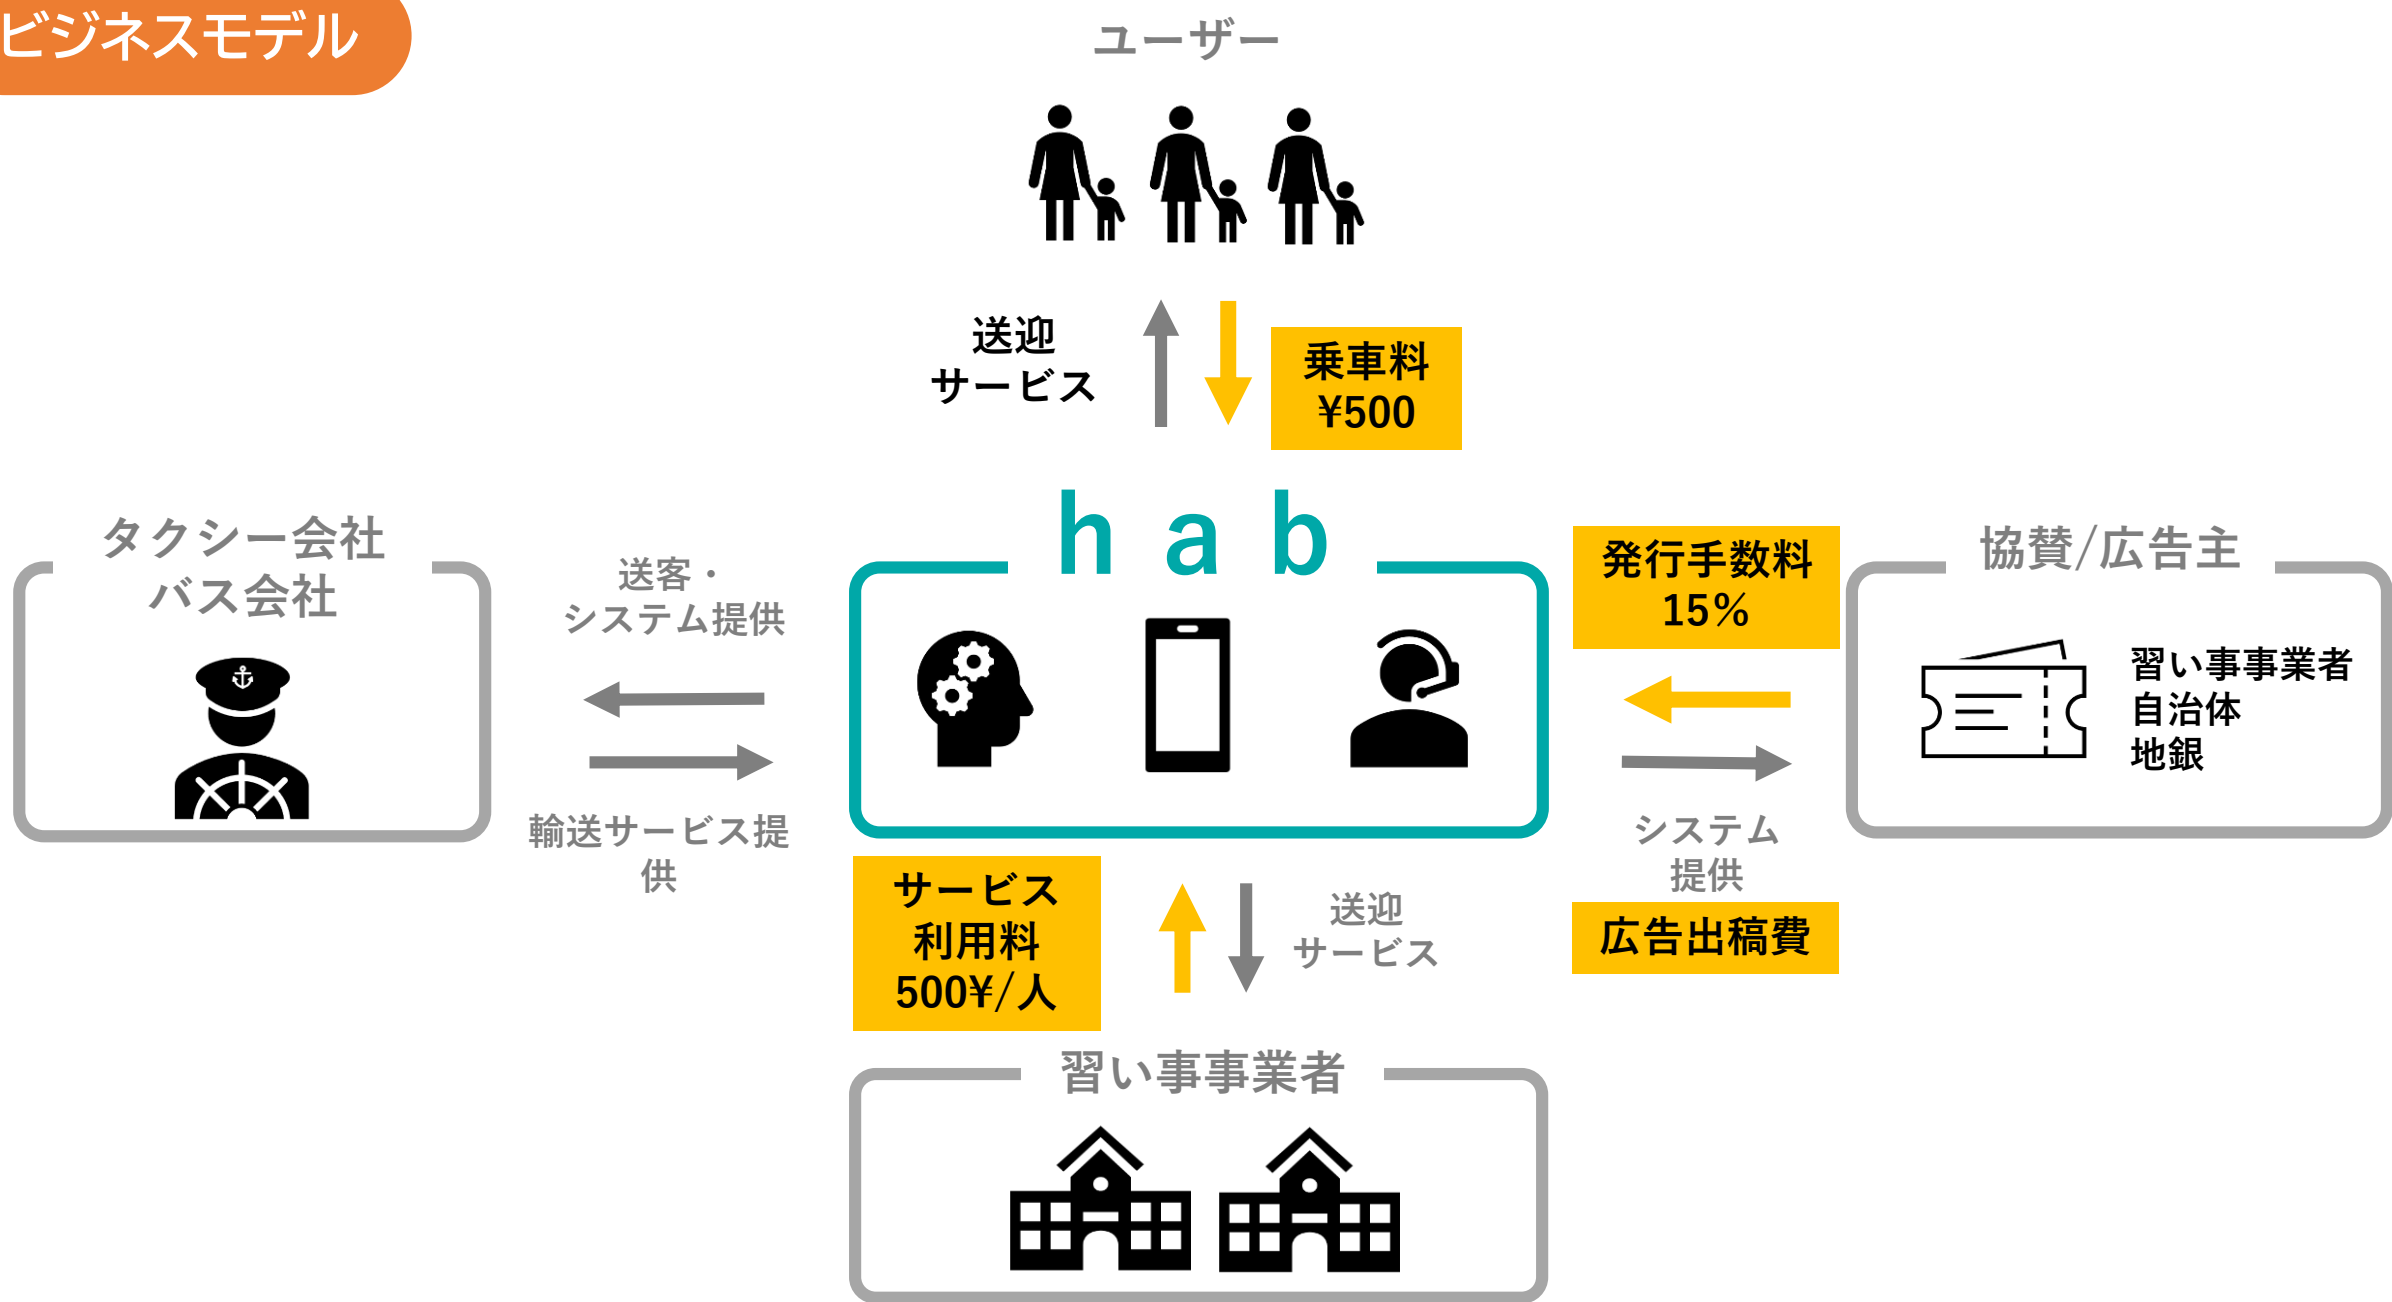 ビジネスモデル
ユーザー
送迎
サービス
乗車料
¥500
hab
タクシー会社
バス会社
送客・
システム提供
輸送サービス提
供
発行手数料
15%
協賛/広告主
習い事事業者
自治体
地銀
システム
提供
広告出稿費
サービス
利用料
500¥/人
送迎
サービス
習い事事業者